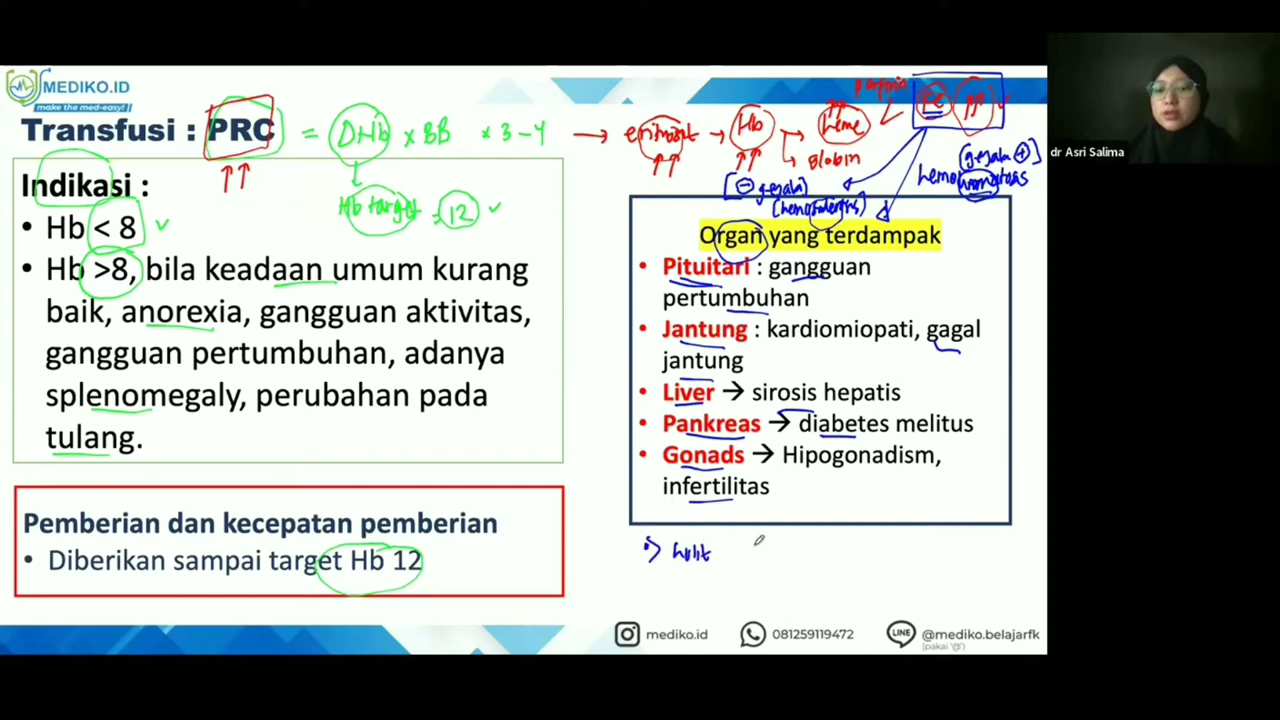 MEDIKO.ID
make the med-easy!
Transfusi : PRC
= DHb × BB × 3-4 → eritrosit → Hb → heme
globin
Hb target = 12 ✓
Fe
[⊖ gejala
(gejala ⊕)
dr Asri Salima
Indikasi :
• Hb < 8
• Hb >8, bila keadaan umum kurang
baik, anorexia, gangguan aktivitas,
gangguan pertumbuhan, adanya
splenomegaly, perubahan pada
tulang.
Pemberian dan kecepatan pemberian
• Diberikan sampai target Hb 12
Organ yang terdampak
• Pituitari : gangguan
pertumbuhan
• Jantung : kardiomiopati, gagal
jantung
• Liver → sirosis hepatis
• Pankreas → diabetes melitus
• Gonads → Hipogonadism,
infertilitas
•) kulit
mediko.id
081259119472
LINE
@mediko.belajarfk
(pakai '@')